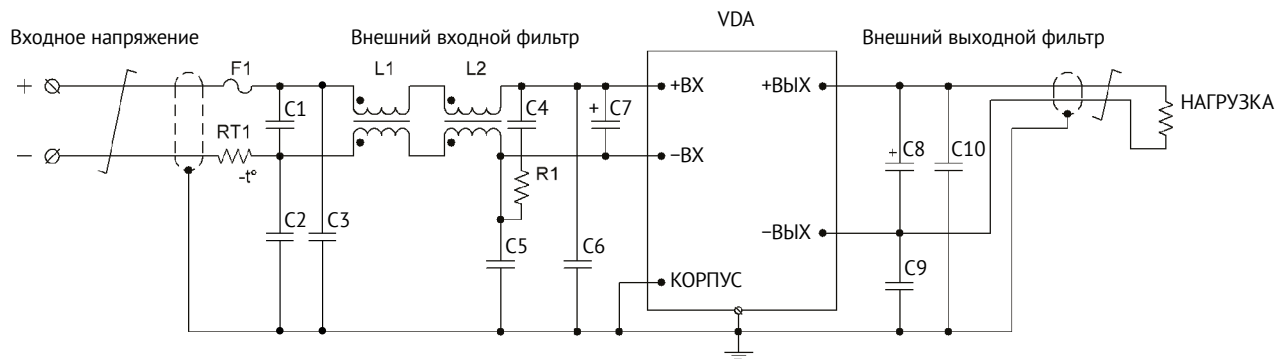 VDA
Входное напряжение
Внешний входной фильтр
Внешний выходной фильтр
F1
L1
L2
+
+ВХ
+ВЫХ
C1
C4
+ C7
НАГРУЗКА
RT1
−
−ВХ
C8
+
C10
-t°
R1
C2
C3
−ВЫХ
C5
C6
КОРПУС
C9